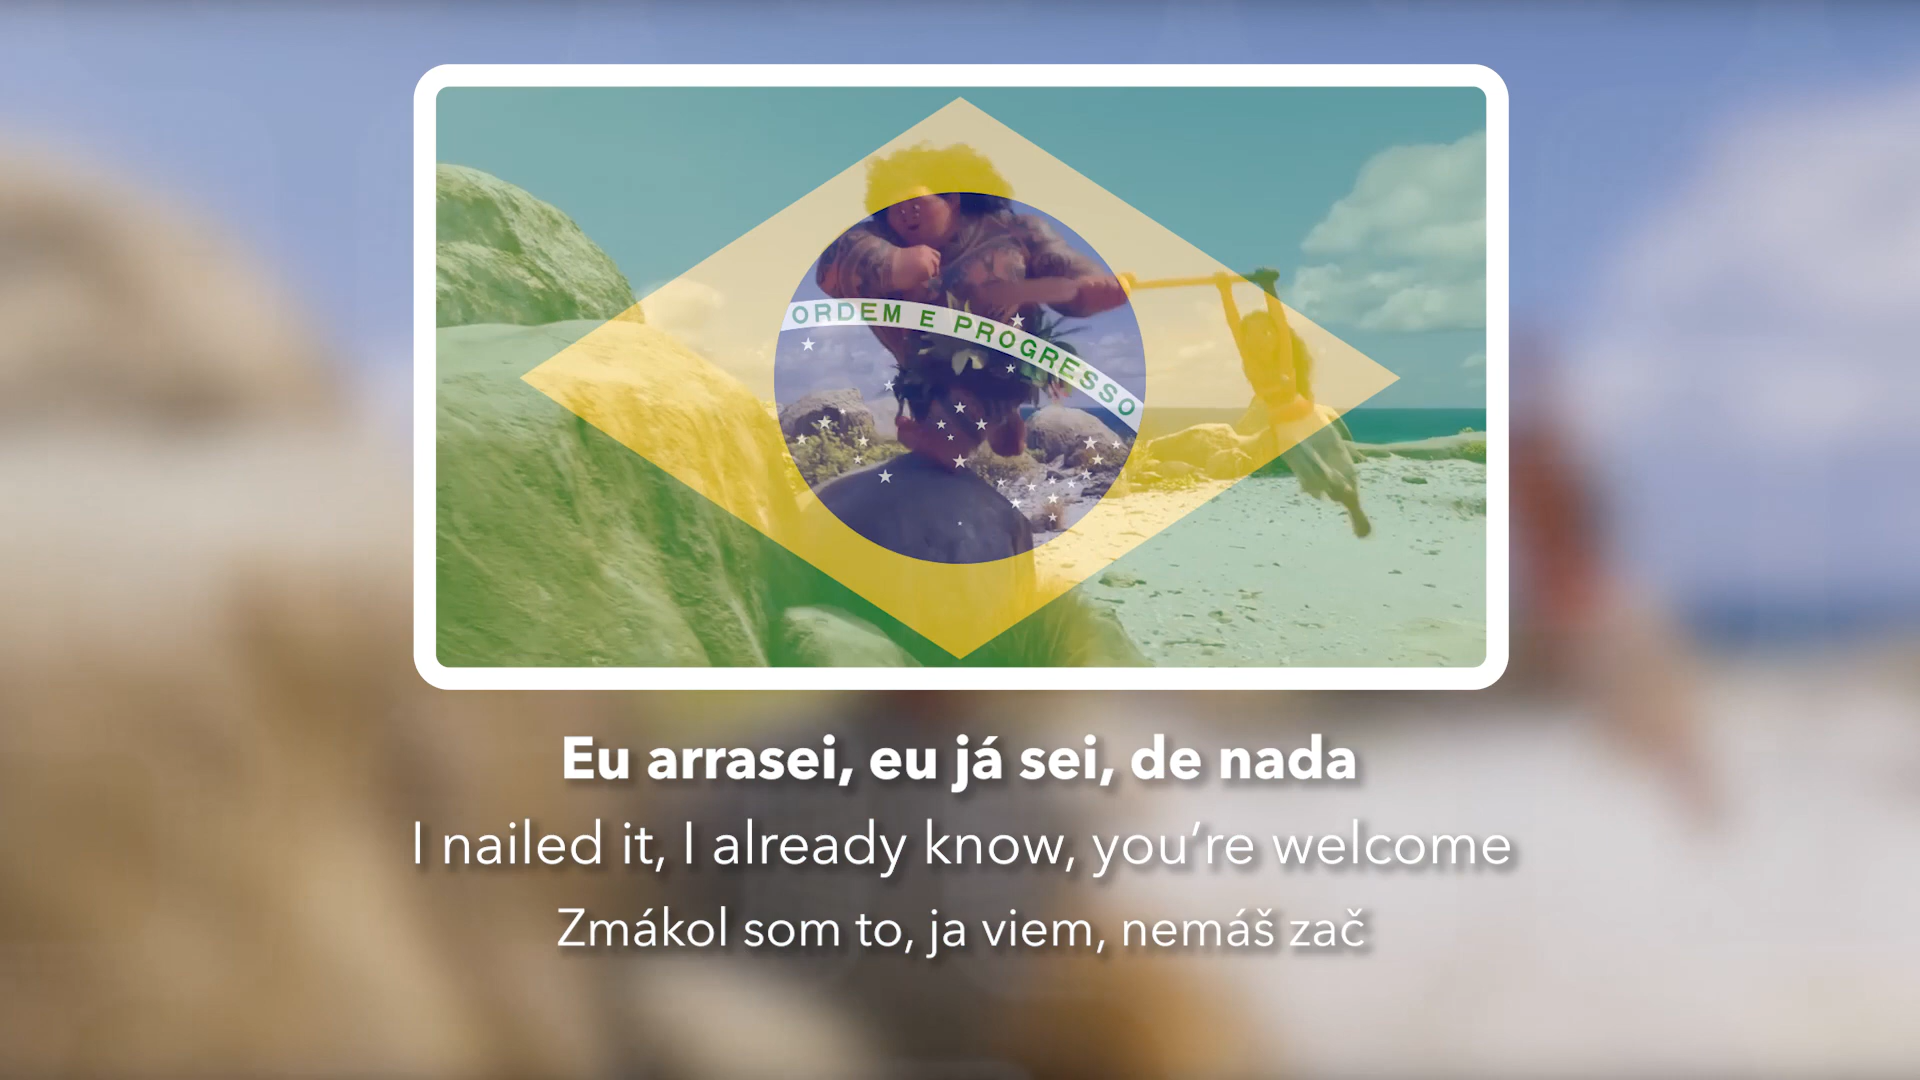 ORDEM E PROGRESSO
Eu arrasei, eu já sei, de nada
I nailed it, I already know, you’re welcome
Zmákol som to, ja viem, nemáš zač